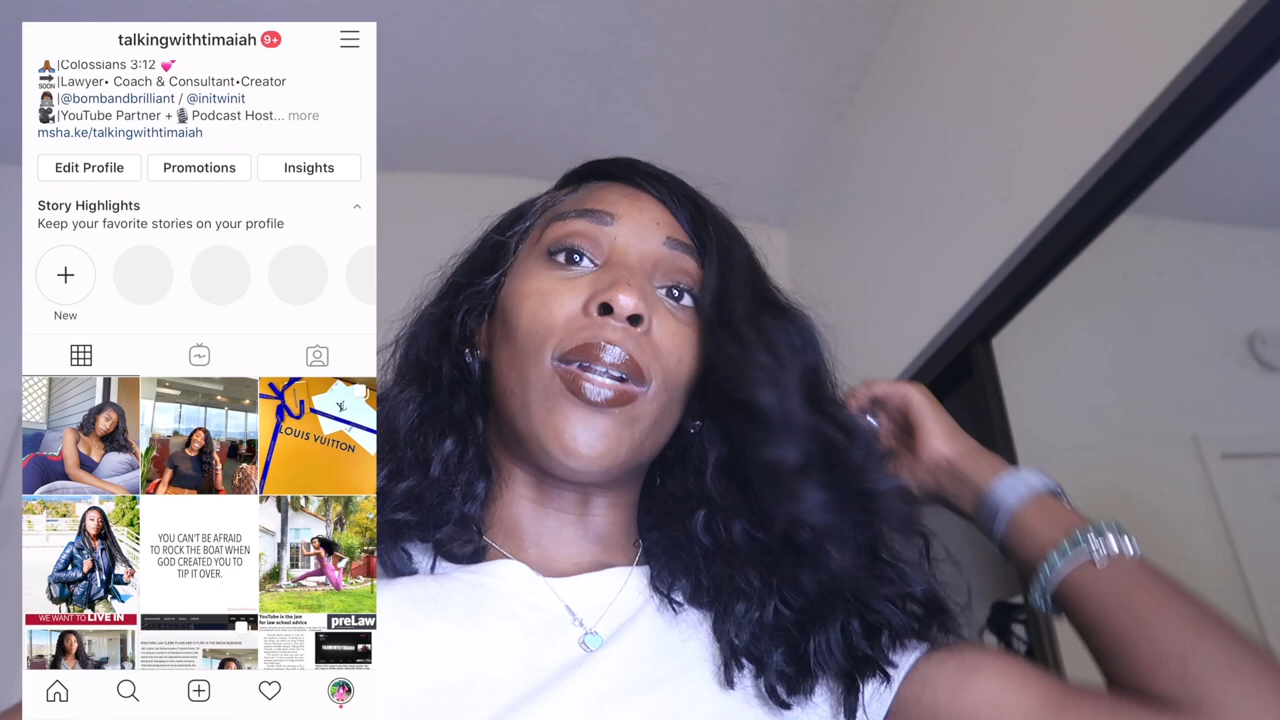 talkingwithtimaiah 9+
|Colossians 3:12
SOON |Lawyer• Coach & Consultant•Creator
|@bombandbrilliant / @initwinit
|YouTube Partner + Podcast Host... more
msha.ke/talkingwithtimaiah
Edit Profile Promotions Insights
Story Highlights
Keep your favorite stories on your profile
New
LV
LOUIS VUITTON
YOU CAN'T BE AFRAID
TO ROCK THE BOAT WHEN
GOD CREATED YOU TO
TIP IT OVER.
WE WANT TO LIVE IN
YouTube is the jam
for law school advice
preLaw